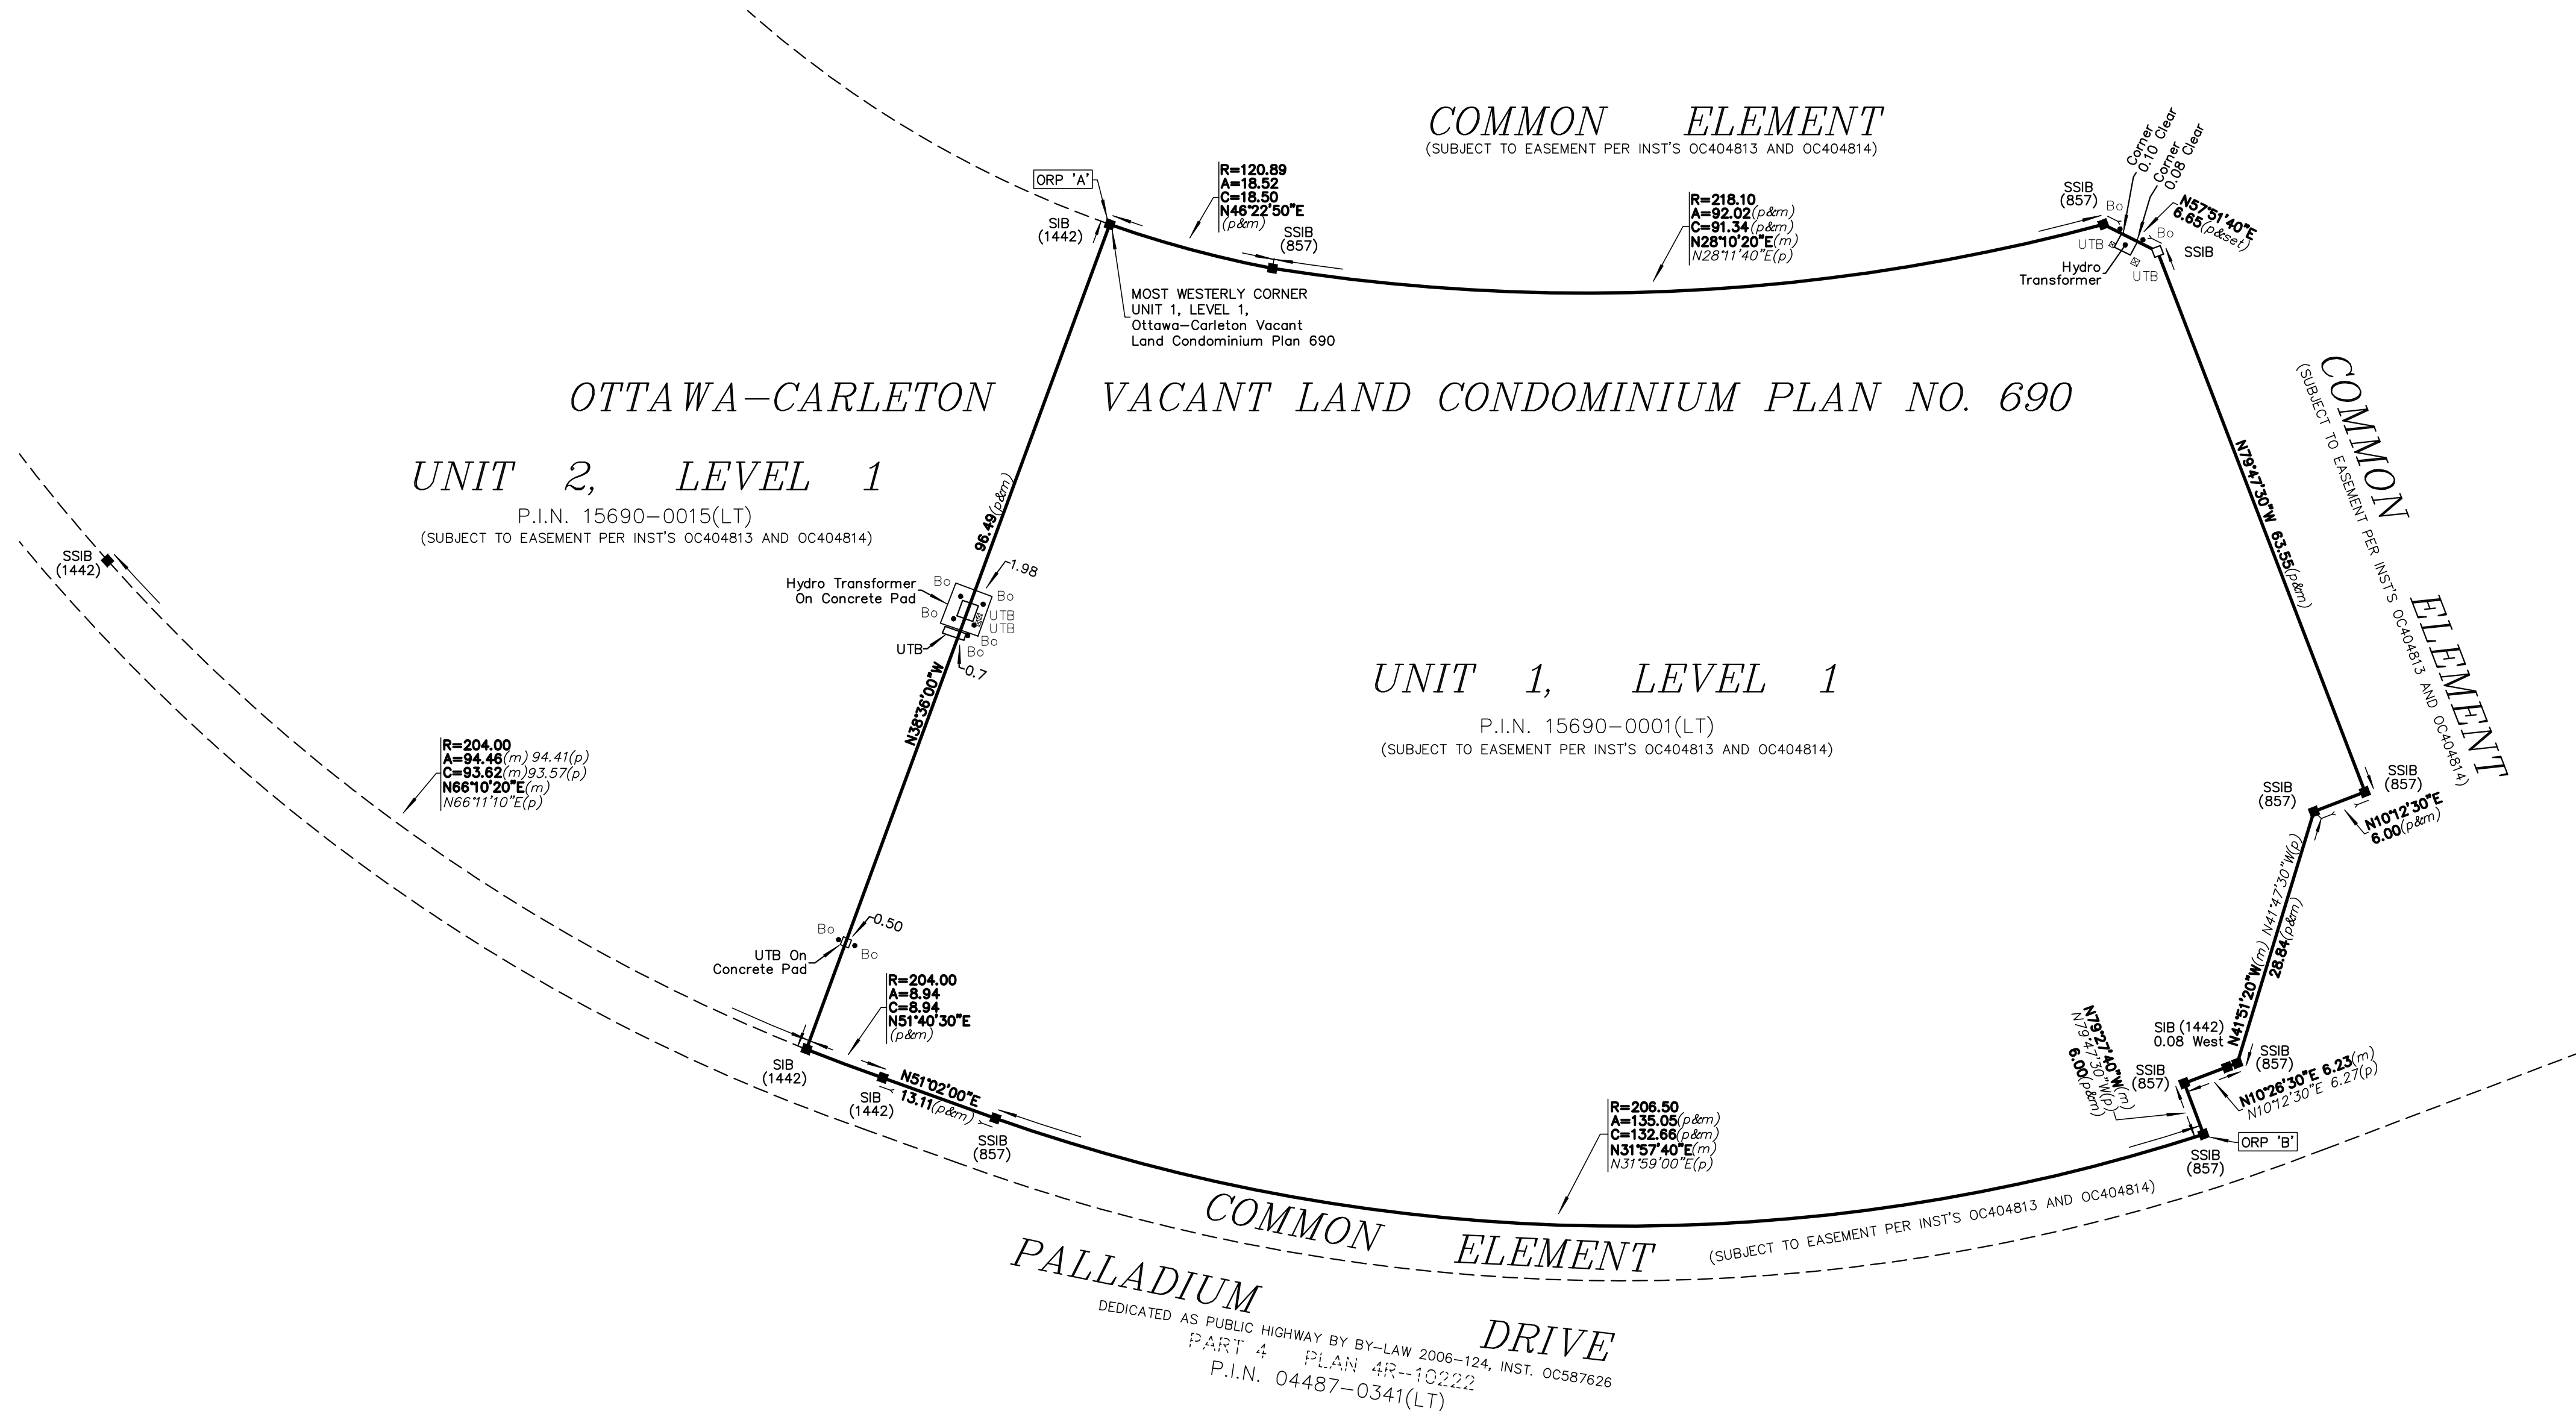 COMMON ELEMENT
(SUBJECT TO EASEMENT PER INST'S OC404813 AND OC404814)
ORP 'A'
SIB
(1442)
R=120.89
A=18.52
C=18.50
N46°22'50"E
(p&m)
SSIB
(857)
R=218.10
A=92.02(p&m)
C=91.34(p&m)
N28°10'20"E(m)
N28°11'40"E(p)
SSIB
(857)
Bo
Corner
0.10 Clear
Corner
0.08 Clear
N57°51'40"E
6.65(p&set)
Bo
SSIB
UTB
UTB
Hydro
Transformer
MOST WESTERLY CORNER
UNIT 1, LEVEL 1,
Ottawa-Carleton Vacant
Land Condominium Plan 690
OTTAWA-CARLETON VACANT LAND CONDOMINIUM PLAN NO. 690
UNIT 2, LEVEL 1
P.I.N. 15690-0015(LT)
(SUBJECT TO EASEMENT PER INST'S OC404813 AND OC404814)
COMMON ELEMENT
(SUBJECT TO EASEMENT PER INST'S OC404813 AND OC404814)
N79°47'30"W 63.55(p&m)
96.49(p&m)
N38°36'00"W
SSIB
(1442)
Hydro Transformer
On Concrete Pad
Bo
Bo
1.98
Bo
UTB
UTB
Bo
Bo
UTB
0.7
UNIT 1, LEVEL 1
P.I.N. 15690-0001(LT)
(SUBJECT TO EASEMENT PER INST'S OC404813 AND OC404814)
R=204.00
A=94.46(m) 94.41(p)
C=93.62(m)93.57(p)
N66°10'20"E(m)
N66°11'10"E(p)
SSIB
(857)
SSIB
(857)
N10°12'30"E
6.00(p&m)
N41°51'20"W(m) N41°47'30"W(p)
28.84(p&m)
Bo
0.50
Bo
UTB On
Concrete Pad
R=204.00
A=8.94
C=8.94
N51°40'30"E
(p&m)
SIB
(1442)
SIB
(1442)
N51°02'00"E
13.11(p&m)
SSIB
(857)
SIB (1442)
0.08 West
SSIB
(857)
SSIB
(857)
N79°27'40"W(m)
N79°47'30"W(p)
6.00(p&m)
N10°26'30"E 6.23(m)
N10°12'30"E 6.27(p)
ORP 'B'
SSIB
(857)
R=206.50
A=135.05(p&m)
C=132.66(p&m)
N31°57'40"E(m)
N31°59'00"E(p)
COMMON ELEMENT
(SUBJECT TO EASEMENT PER INST'S OC404813 AND OC404814)
PALLADIUM DRIVE
DEDICATED AS PUBLIC HIGHWAY BY BY-LAW 2006-124, INST. OC587626
PART 4 PLAN 4R-10222
P.I.N. 04487-0341(LT)